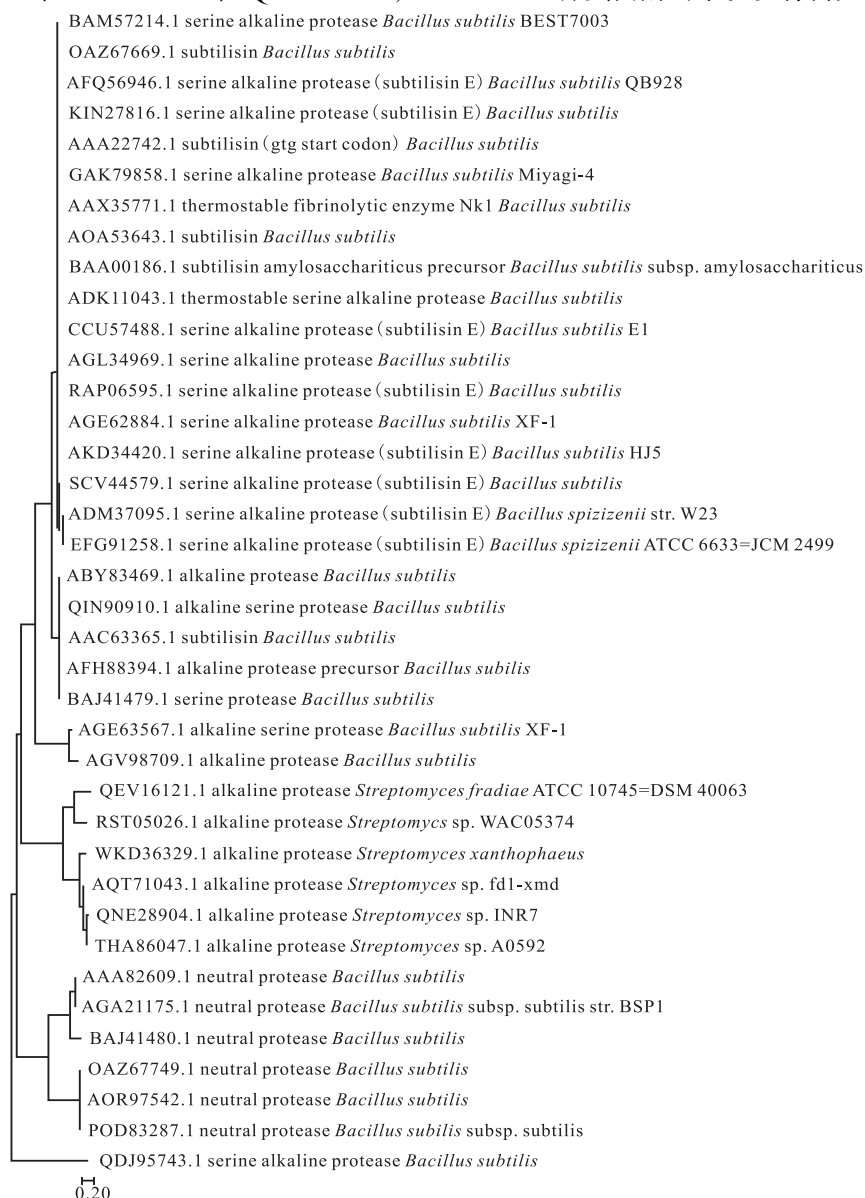 BAM57214.1 serine alkaline protease Bacillus subtilis BEST7003
OAZ67669.1 subtilisin Bacillus subtilis
AFQ56946.1 serine alkaline protease (subtilisin E) Bacillus subtilis QB928
KIN27816.1 serine alkaline protease (subtilisin E) Bacillus subtilis
AAA22742.1 subtilisin (gtg start codon) Bacillus subtilis
GAK79858.1 serine alkaline protease Bacillus subtilis Miyagi-4
AAX35771.1 thermostable fibrinolytic enzyme Nk1 Bacillus subtilis
AOA53643.1 subtilisin Bacillus subtilis
BAA00186.1 subtilisin amylosacchariticus precursor Bacillus subtilis subsp. amylosacchariticus
ADK11043.1 thermostable serine alkaline protease Bacillus subtilis
CCU57488.1 serine alkaline protease (subtilisin E) Bacillus subtilis E1
AGL34969.1 serine alkaline protease Bacillus subtilis
RAP06595.1 serine alkaline protease (subtilisin E) Bacillus subtilis
AGE62884.1 serine alkaline protease Bacillus subtilis XF-1
AKD34420.1 serine alkaline protease (subtilisin E) Bacillus subtilis HJ5
SCV44579.1 serine alkaline protease (subtilisin E) Bacillus subtilis
ADM37095.1 serine alkaline protease (subtilisin E) Bacillus spizizenii str. W23
EFG91258.1 serine alkaline protease (subtilisin E) Bacillus spizizenii ATCC 6633=JCM 2499
ABY83469.1 alkaline protease Bacillus subtilis
QIN90910.1 alkaline serine protease Bacillus subtilis
AAC63365.1 subtilisin Bacillus subtilis
AFH88394.1 alkaline protease precursor Bacillus subilis
BAJ41479.1 serine protease Bacillus subtilis
AGE63567.1 alkaline serine protease Bacillus subtilis XF-1
AGV98709.1 alkaline protease Bacillus subtilis
QEV16121.1 alkaline protease Streptomyces fradiae ATCC 10745=DSM 40063
RST05026.1 alkaline protease Streptomycs sp. WAC05374
WKD36329.1 alkaline protease Streptomyces xanthophaeus
AQT71043.1 alkaline protease Streptomyces sp. fd1-xmd
QNE28904.1 alkaline protease Streptomyces sp. INR7
THA86047.1 alkaline protease Streptomyces sp. A0592
AAA82609.1 neutral protease Bacillus subtilis
AGA21175.1 neutral protease Bacillus subtilis subsp. subtilis str. BSP1
BAJ41480.1 neutral protease Bacillus subtilis
OAZ67749.1 neutral protease Bacillus subtilis
AOR97542.1 neutral protease Bacillus subtilis
POD83287.1 neutral protease Bacillus subilis subsp. subtilis
QDJ95743.1 serine alkaline protease Bacillus subtilis
0.20